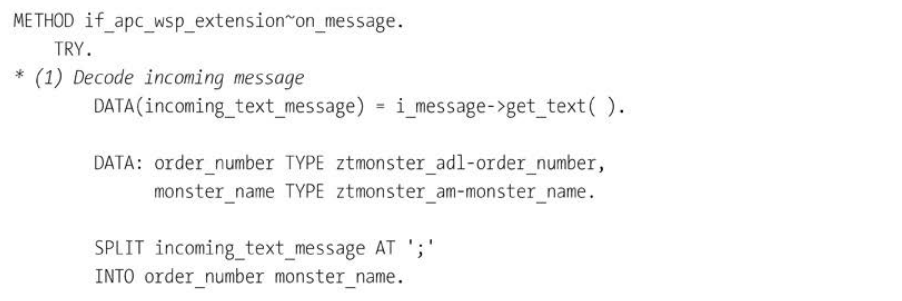 METHOD if_apc_wsp_extension~on_message.
TRY.
* (1) Decode incoming message
DATA(incoming_text_message) = i_message->get_text( ).
DATA: order_number TYPE ztmonster_adl-order_number,
monster_name TYPE ztmonster_am-monster_name.
SPLIT incoming_text_message AT ';'
INTO order_number monster_name.